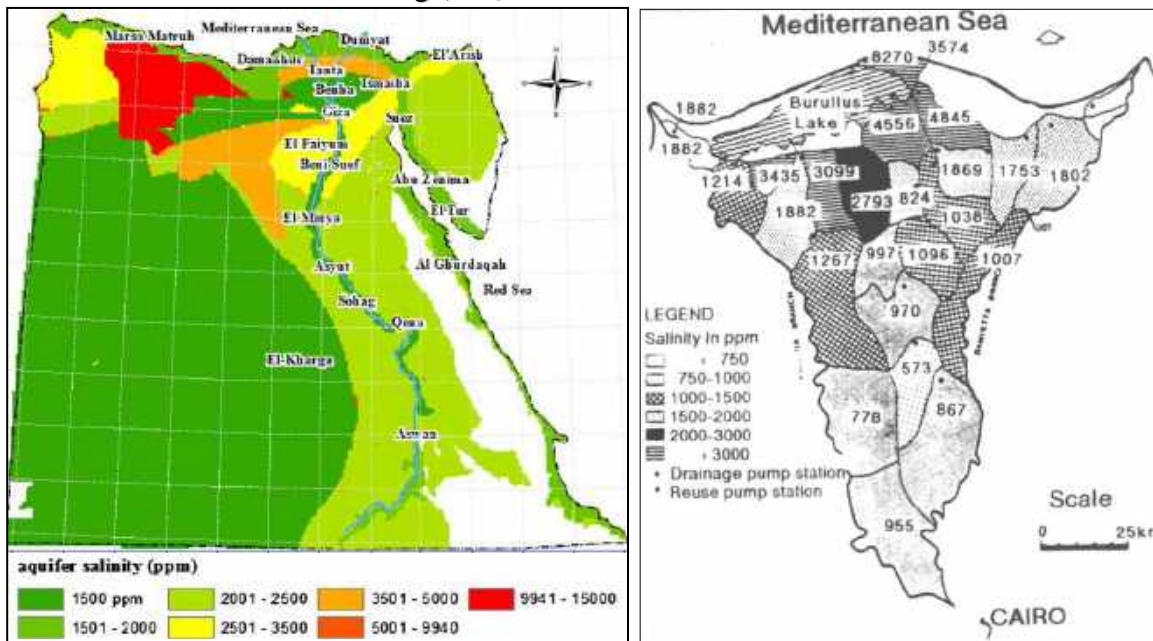 Mediterranean Sea
Marsa Matruh
Dumyat
Damanhur
El'Arish
Tanta
Ismailia
Benha
Giza
Suez
El Faiyum
Beni Suef
Abu Zenima
El-Minya
El-Tur
Asyut
Al Ghurdaqah
Sohag
Red Sea
Qena
El-Kharga
Aswan
aquifer salinity (ppm)
1500 ppm
2001 - 2500
3501 - 5000
9941 - 15000
1501 - 2000
2501 - 3500
5001 - 9940
Mediterranean Sea
3574
8270
1882
Burullus
Lake
4556
4845
1882
1214
3435
3099
1869
1753
1802
2793
824
1882
1038
1267
997
1096
1007
970
573
778
867
955
BRANCH
LEGEND
Salinity in ppm
750
750-1000
1000-1500
1500-2000
2000-3000
3000
Drainage pump station
Reuse pump station
Scale
0 25km
CAIRO